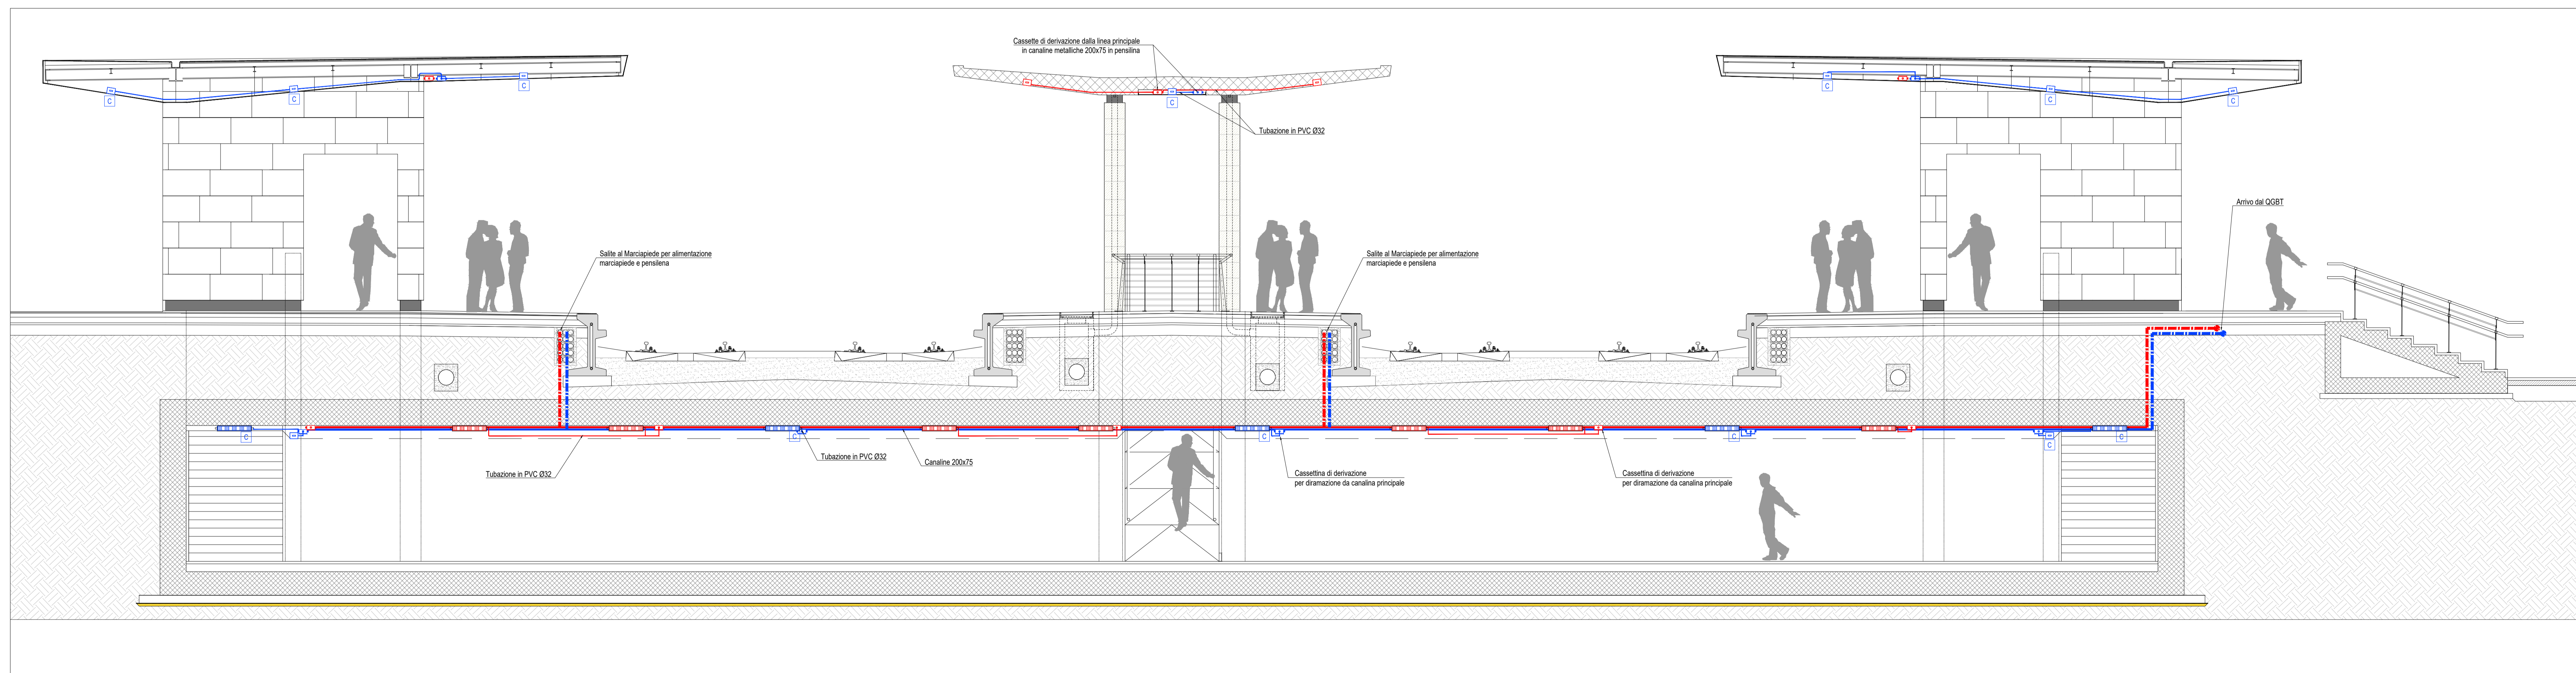 Cassette di derivazione dalla linea principale
in canaline metalliche 200x75 in pensilina
C
C
C
C
C
C
C
Tubazione in PVC Ø32
Arrivo dal QGBT
Salite al Marciapiede per alimentazione
marciapiede e pensilena
Salite al Marciapiede per alimentazione
marciapiede e pensilena
C
C
C
C
C
C
Tubazione in PVC Ø32
Tubazione in PVC Ø32
Canaline 200x75
Cassettina di derivazione
per diramazione da canalina principale
Cassettina di derivazione
per diramazione da canalina principale